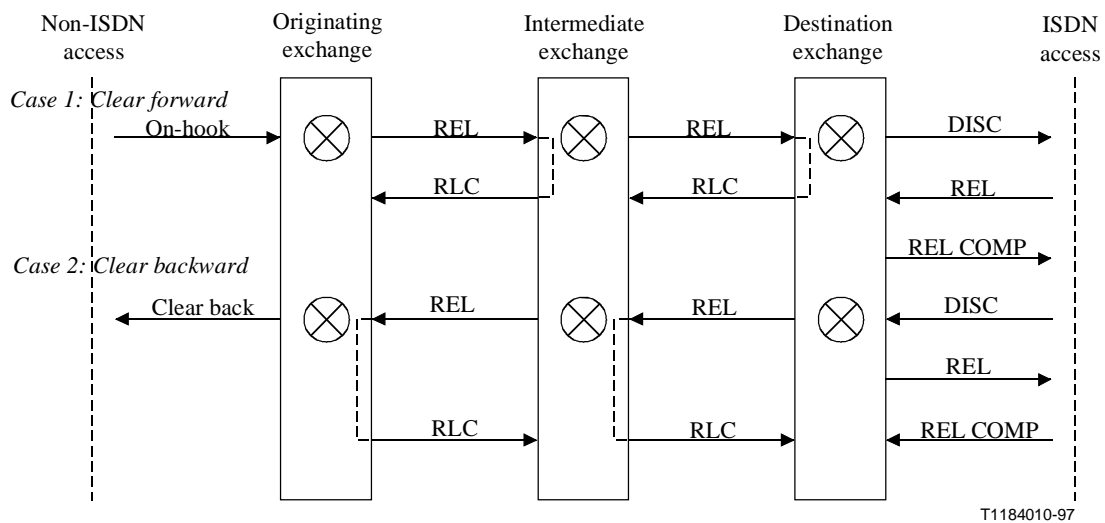 Non-ISDN
access
Originating
exchange
Intermediate
exchange
Destination
exchange
ISDN
access
Case 1: Clear forward
On-hook
REL
REL
DISC
RLC
RLC
REL
REL COMP
Case 2: Clear backward
Clear back
REL
REL
DISC
REL
RLC
RLC
REL COMP
T1184010-97